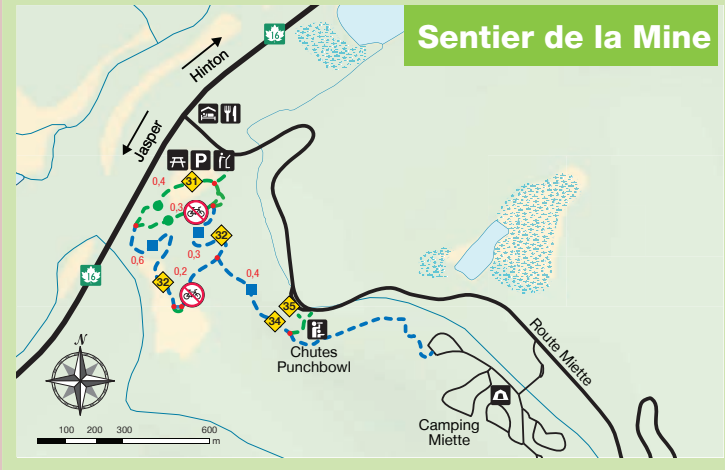 Sentier de la Mine
16
Hinton
Jasper
P
0,4
31
0,3
32
0,6
0,3
0,2
32
0,4
16
35
34
Chutes
Punchbowl
Route Miette
Camping
Miette
N
100 200 300 600
m